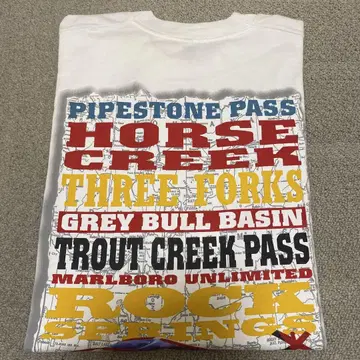 PIPESTONE PASS
HORSE
CREEK
THREE FORKS
GREY BULL BASIN
TROUT CREEK PASS
MARLBORO UNLIMITED
ROCK
SPRINGS